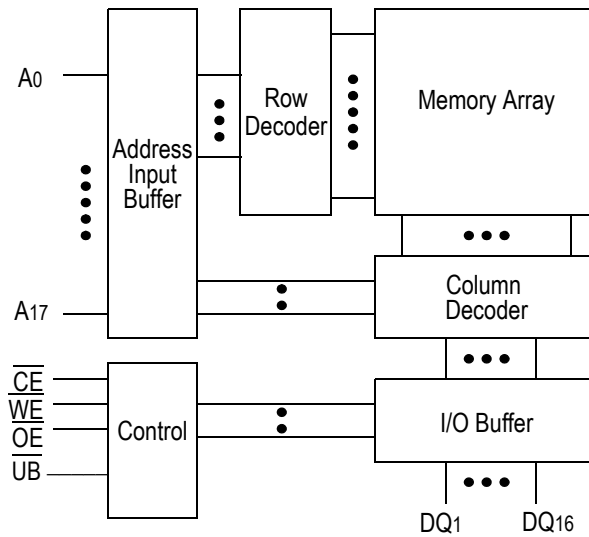 A0
A17
Address
Input
Buffer
Row
Decoder
Memory Array
Column
Decoder
CE
WE
OE
UB
Control
I/O Buffer
DQ1
DQ16